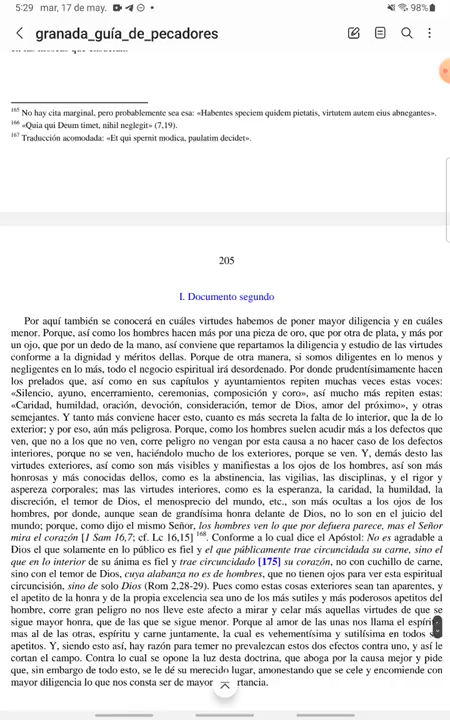 5:29 mar, 17 de may. 98%
granada_guía_de_pecadores
165 No hay cita marginal, pero probablemente sea esa: «Habentes speciem quidem pietatis, virtutem autem eius abnegantes».
166 «Quia qui Deum timet, nihil neglegit» (7,19).
167 Traducción acomodada: «Et qui spernit modica, paulatim decidet».
205
I. Documento segundo
Por aquí también se conocerá en cuáles virtudes habemos de poner mayor diligencia y en cuáles
menor. Porque, así como los hombres hacen más por una pieza de oro, que por otra de plata, y más por
un ojo, que por un dedo de la mano, así conviene que repartamos la diligencia y estudio de las virtudes
conforme a la dignidad y méritos dellas. Porque de otra manera, si somos diligentes en lo menos y
negligentes en lo más, todo el negocio espiritual irá desordenado. Por donde prudentísimamente hacen
los prelados que, así como en sus capítulos y ayuntamientos repiten muchas veces estas voces:
«Silencio, ayuno, encerramiento, ceremonias, composición y coro», así mucho más repiten estas:
«Caridad, humildad, oración, devoción, consideración, temor de Dios, amor del prójimo», y otras
semejantes. Y tanto más conviene hacer esto, cuanto es más secreta la falta de lo interior, que la de lo
exterior; y por eso, aún más peligrosa. Porque, como los hombres suelen acudir más a los defectos que
ven, que no a los que no ven, corre peligro no vengan por esta causa a no hacer caso de los defectos
interiores, porque no se ven, haciéndolo mucho de los exteriores, porque se ven. Y, demás desto las
virtudes exteriores, así como son más visibles y manifiestas a los ojos de los hombres, así son más
honrosas y más conocidas dellos, como es la abstinencia, las vigilias, las disciplinas, y el rigor y
aspereza corporales; mas las virtudes interiores, como es la esperanza, la caridad, la humildad, la
discreción, el temor de Dios, el menosprecio del mundo, etc., son más ocultas a los ojos de los
hombres, por donde, aunque sean de grandísima honra delante de Dios, no lo son en el juicio del
mundo; porque, como dijo el mismo Señor, los hombres ven lo que por defuera parece, mas el Señor
mira el corazón [1 Sam 16,7; cf. Lc 16,15] 168. Conforme a lo cual dice el Apóstol: No es agradable a
Dios el que solamente en lo público es fiel y el que públicamente trae circuncidada su carne, sino el
que en lo interior de su ánima es fiel y trae circuncidado [175] su corazón, no con cuchillo de carne,
sino con el temor de Dios, cuya alabanza no es de hombres, que no tienen ojos para ver esta espiritual
circuncisión, sino de solo Dios (Rom 2,28-29). Pues como estas cosas exteriores sean tan aparentes, y
el apetito de la honra y de la propia excelencia sea uno de los más sutiles y más poderosos apetitos del
hombre, corre gran peligro no nos lleve este afecto a mirar y celar más aquellas virtudes de que se
sigue mayor honra, que de las que se sigue menor. Porque al amor de las unas nos llama el espíritu,
mas al de las otras, espíritu y carne juntamente, la cual es vehementísima y sutilísima en todos s
apetitos. Y, siendo esto así, hay razón para temer no prevalezcan estos dos efectos contra uno, y así le
cortan el campo. Contra lo cual se opone la luz desta doctrina, que aboga por la causa mejor y pide
que, sin embargo de todo esto, se le dé su merecido lugar, amonestando que se cele y encomiende con
mayor diligencia lo que nos consta ser de mayor rtancia.